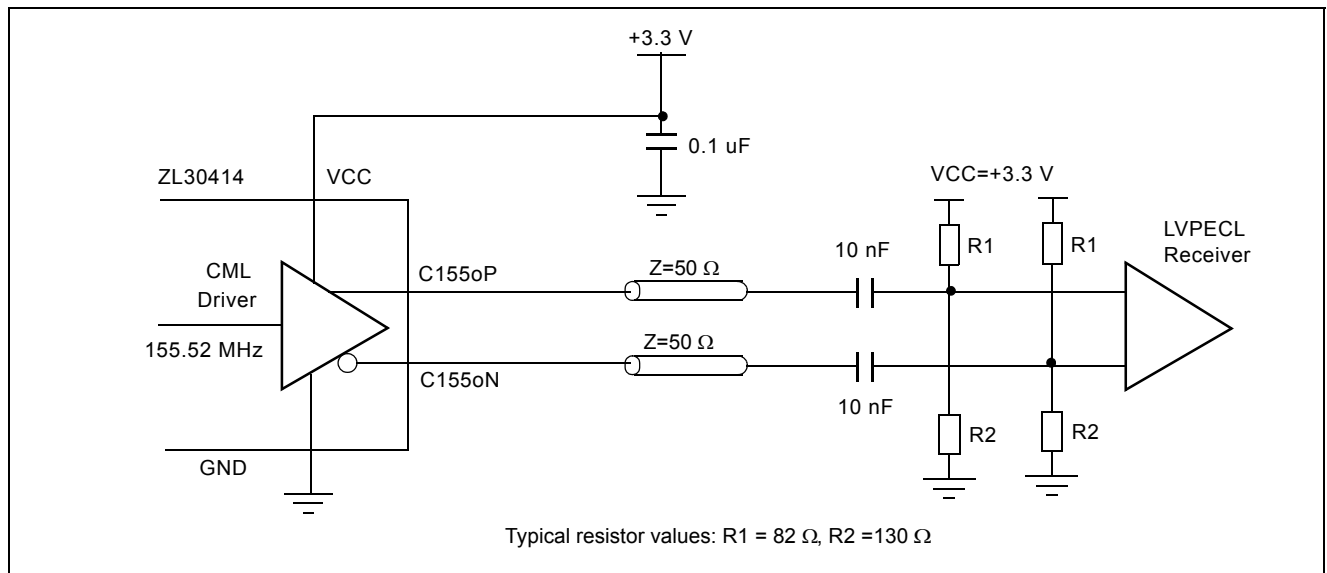 +3.3 V
0.1 uF
ZL30414
VCC
VCC=+3.3 V
R1
R1
LVPECL
Receiver
10 nF
Z=50 Ω
C155oP
CML
Driver
155.52 MHz
Z=50 Ω
C155oN
10 nF
R2
R2
GND
Typical resistor values: R1 = 82 Ω, R2 =130 Ω